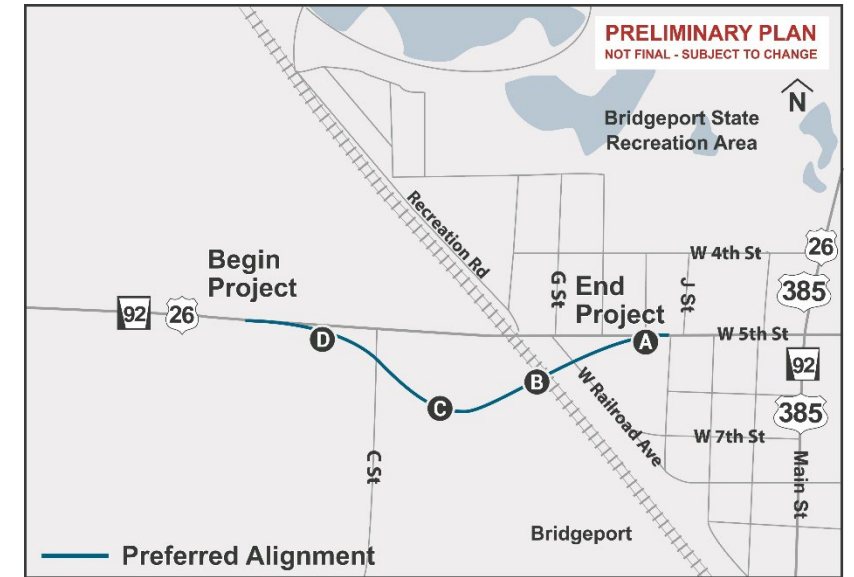 PRELIMINARY PLAN
NOT FINAL - SUBJECT TO CHANGE
N
Bridgeport State
Recreation Area
Recreation Rd
W 4th St
26
Begin
Project
G St
End
Project
J St
385
92
26
D
A
W 5th St
B
92
C
W Railroad Ave
385
W 7th St
C St
Main St
Bridgeport
Preferred Alignment